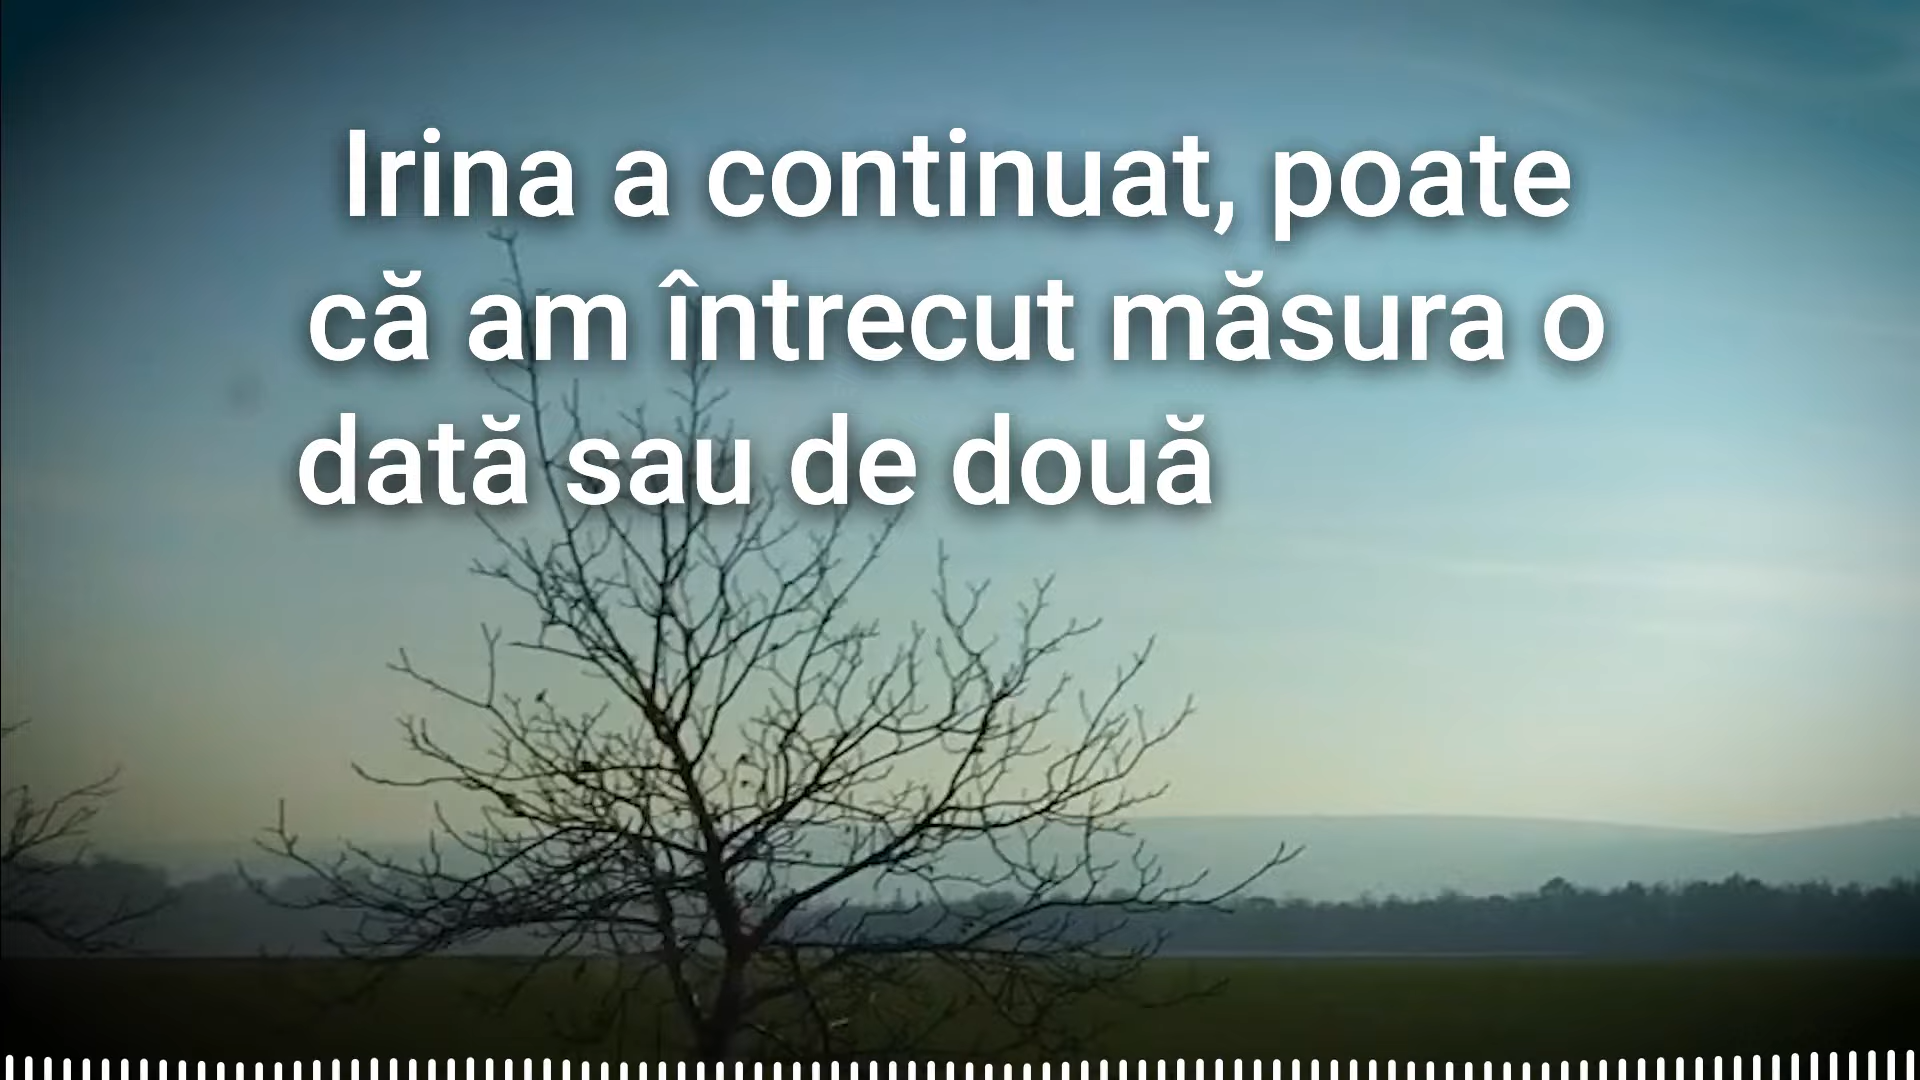 Irina a continuat, poate
că am întrecut măsura o
dată sau de două